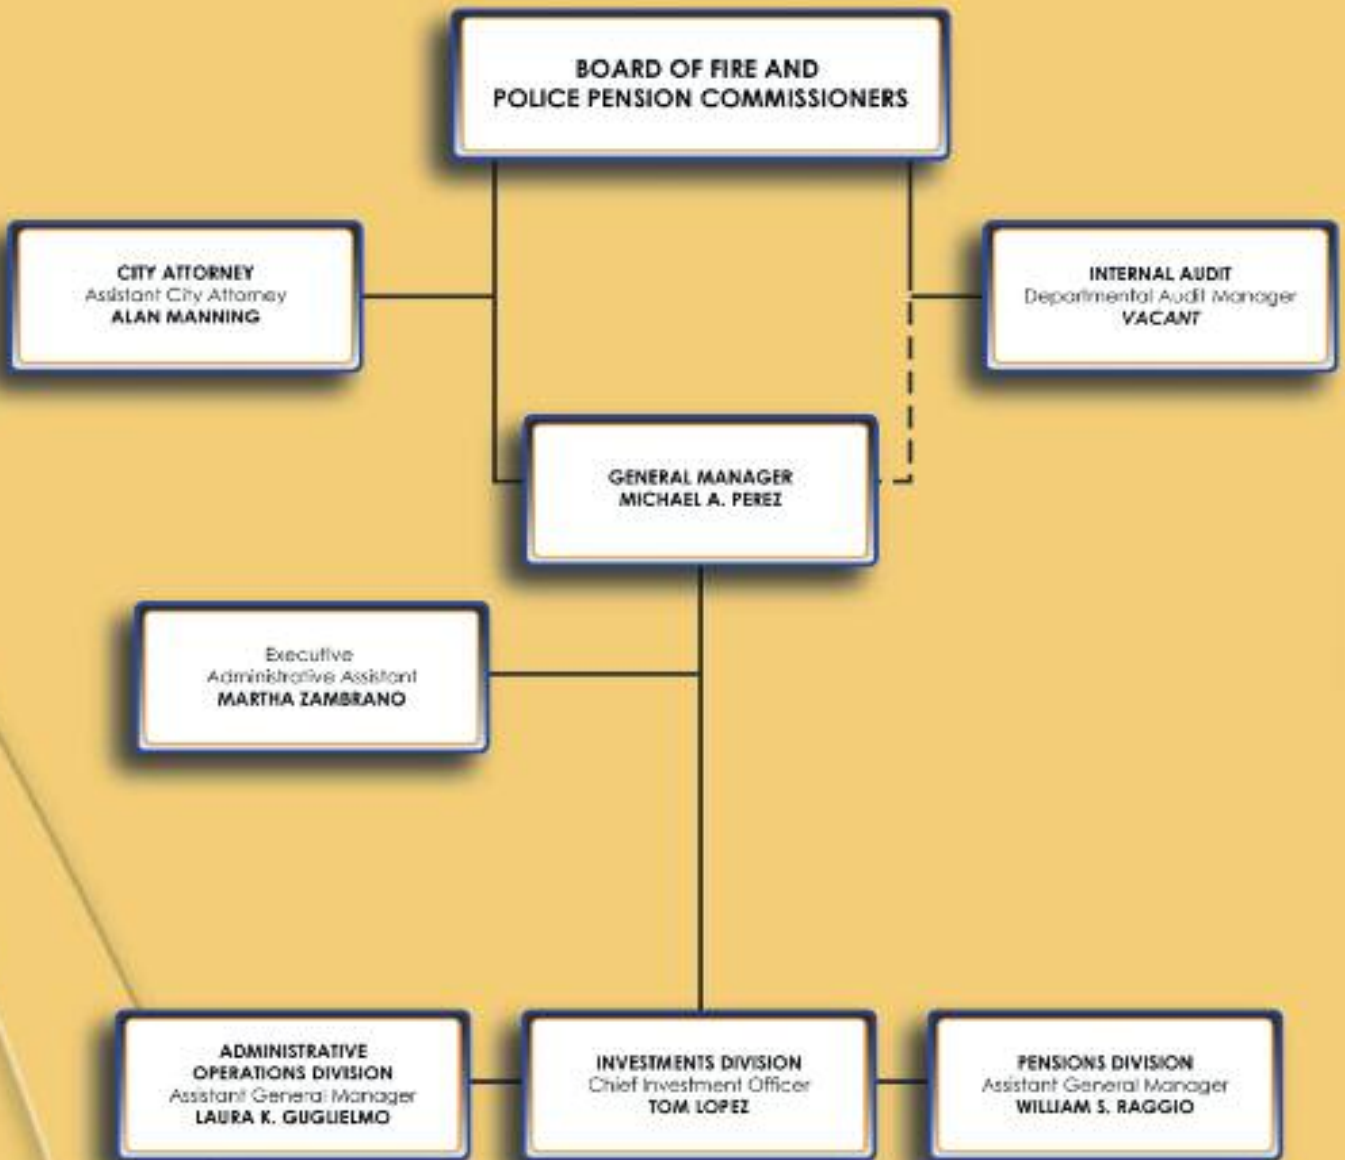 BOARD OF FIRE AND
POLICE PENSION COMMISSIONERS
CITY ATTORNEY
Assistant City Attorney
ALAN MANNING
INTERNAL AUDIT
Departmental Audit Manager
VACANT
GENERAL MANAGER
MICHAEL A. PEREZ
Executive
Administrative Assistant
MARTHA ZAMBRANO
ADMINISTRATIVE
OPERATIONS DIVISION
Assistant General Manager
LAURA K. GUGLIELMO
INVESTMENTS DIVISION
Chief Investment Officer
TOM LOPEZ
PENSIONS DIVISION
Assistant General Manager
WILLIAM S. RAGGIO